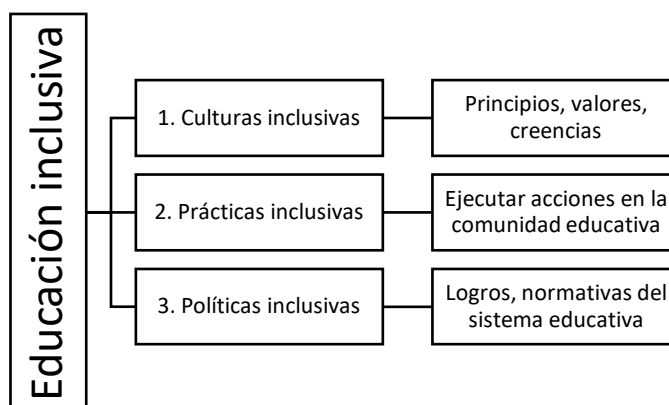 Educación inclusiva
1. Culturas inclusivas
Principios, valores,
creencias
2. Prácticas inclusivas
Ejecutar acciones en la
comunidad educativa
3. Políticas inclusivas
Logros, normativas del
sistema educativa